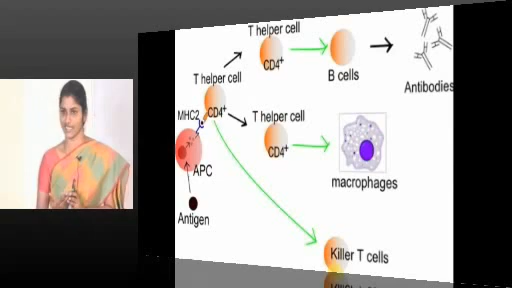 T helper cell
CD4+
B cells
Antibodies
T helper cell
MHC2
CD4+
T helper cell
CD4+
APC
macrophages
Antigen
Killer T cells